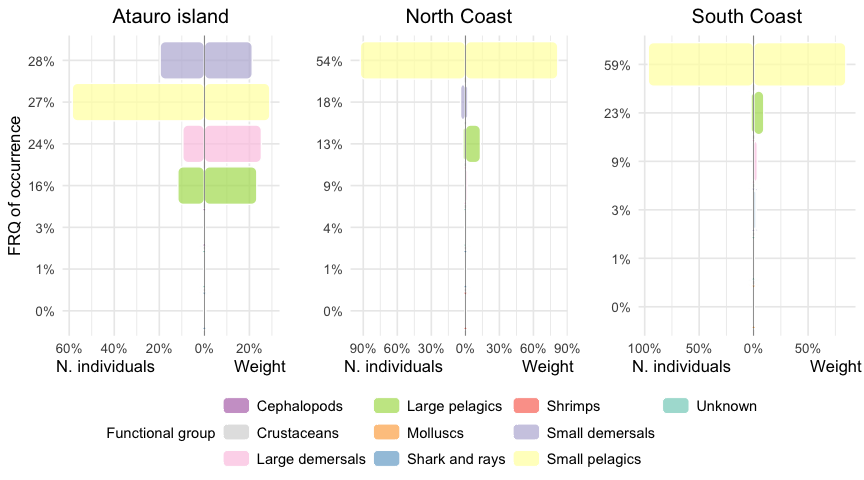 Atauro island
North Coast
South Coast
FRQ of occurrence
28%
27%
24%
16%
3%
1%
0%
54%
18%
13%
9%
4%
1%
0%
59%
23%
9%
3%
1%
0%
60% 40% 20% 0% 20%
90% 60% 30% 0% 30% 60% 90%
100% 50% 0% 50%
N. individuals Weight
N. individuals Weight
N. individuals Weight
Functional group
Cephalopods
Crustaceans
Large demersals
Large pelagics
Molluscs
Shark and rays
Shrimps
Small demersals
Small pelagics
Unknown